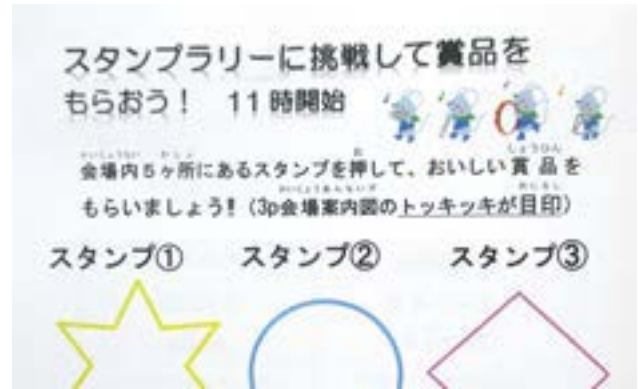 スタンプラリーに挑戦して賞品を
もらおう！ 11時開始
会場内5ヶ所にあるスタンプを押して、おいしい賞品を
もらいましょう!!（3p会場案内図のトッキッキが目印）
スタンプ① スタンプ② スタンプ③